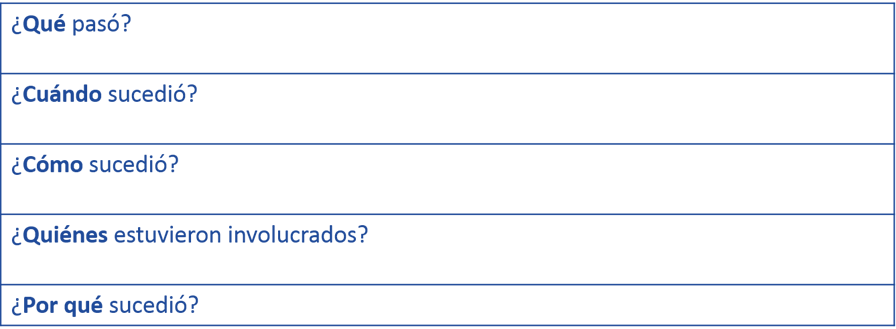 ¿Qué pasó?
¿Cuándo sucedió?
¿Cómo sucedió?
¿Quiénes estuvieron involucrados?
¿Por qué sucedió?